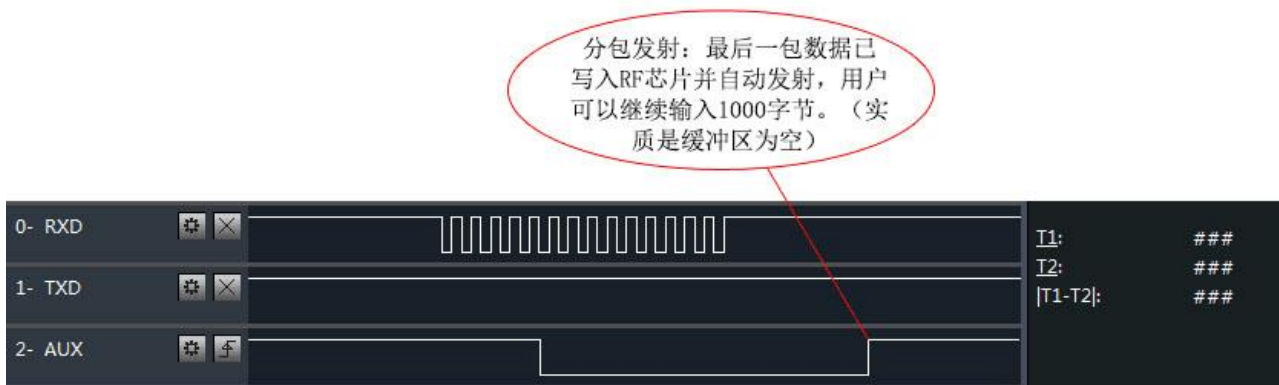 分包发射：最后一包数据已
写入RF芯片并自动发射，用户
可以继续输入1000字节。（实
质是缓冲区为空）
0- RXD
1- TXD
2- AUX
T1: ###
T2: ###
|T1-T2|: ###